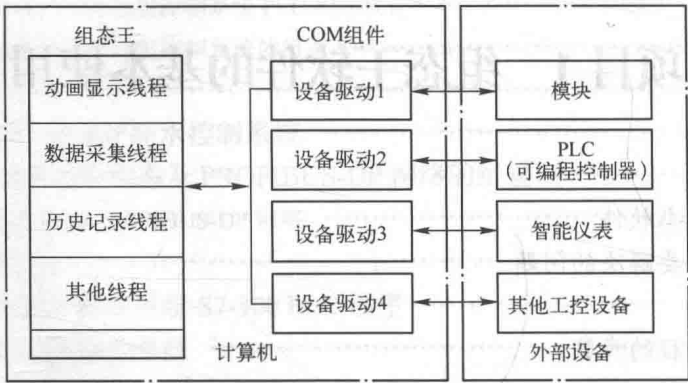 组态王
动画显示线程
数据采集线程
历史记录线程
其他线程
COM组件
设备驱动1
设备驱动2
设备驱动3
设备驱动4
计算机
模块
PLC
(可编程控制器)
智能仪表
其他工控设备
外部设备